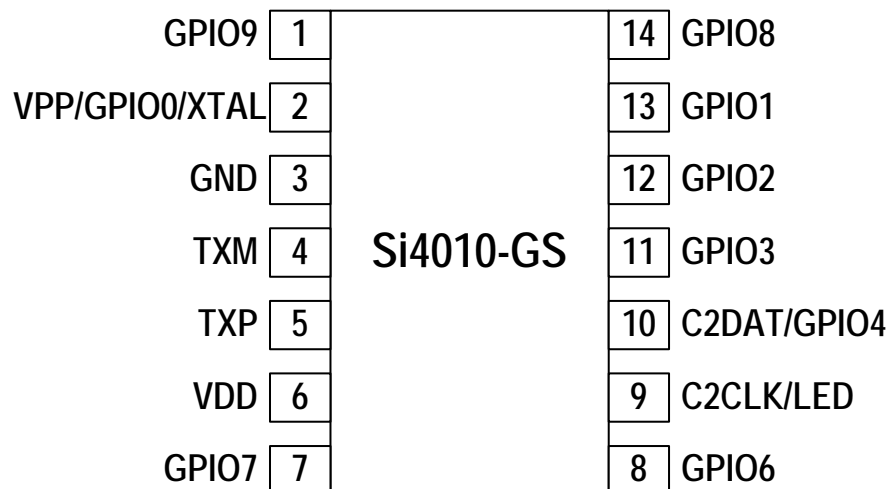 GPIO9 1 14 GPIO8
VPP/GPIO0/XTAL 2 13 GPIO1
GND 3 12 GPIO2
TXM 4 Si4010-GS 11 GPIO3
TXP 5 10 C2DAT/GPIO4
VDD 6 9 C2CLK/LED
GPIO7 7 8 GPIO6